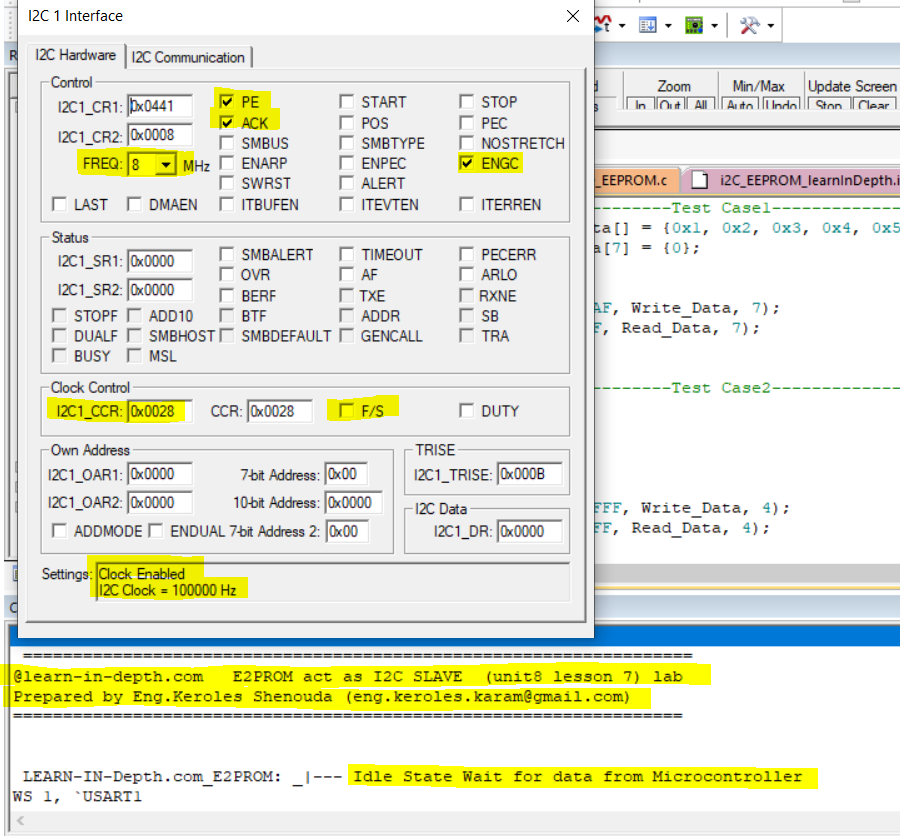 I2C 1 Interface
I2C Hardware I2C Communication
Control
I2C1_CR1: 0x0441 PE START STOP
ACK POS PEC
I2C1_CR2: 0x0008 SMBUS SMBTYPE NOSTRETCH
FREQ: 8 MHz ENARP ENPEC ENGC
SWRST ALERT
LAST DMAEN ITBUFEN ITEVTEN ITERREN
Status
I2C1_SR1: 0x0000 SMBALERT TIMEOUT PECERR
OVR AF ARLO
I2C1_SR2: 0x0000 BERF TXE RXNE
STOPF ADD10 BTF ADDR SB
DUALF SMBHOST SMBDEFAULT GENCALL TRA
BUSY MSL
Clock Control
I2C1_CCR: 0x0028 CCR: 0x0028 F/S DUTY
Own Address
I2C1_OAR1: 0x0000 7-bit Address: 0x00
I2C1_OAR2: 0x0000 10-bit Address: 0x0000
ADDMODE ENDUAL 7-bit Address 2: 0x00
TRISE
I2C1_TRISE: 0x000B
I2C Data
I2C1_DR: 0x0000
Settings: Clock Enabled
I2C Clock = 100000 Hz
Zoom Min/Max Update Screen
In Out All Auto Undo Stop Clear
_EEPROM.c i2C_EEPROM_learnInDepth.i
---------Test Case1-------------
ta[] = {0x1, 0x2, 0x3, 0x4, 0x5
a[7] = {0};
AF, Write_Data, 7);
F, Read_Data, 7);
---------Test Case2-------------
FFF, Write_Data, 4);
FF, Read_Data, 4);
====================================================================
@learn-in-depth.com E2PROM act as I2C SLAVE (unit8 lesson 7) lab
Prepared by Eng.Keroles Shenouda (eng.keroles.karam@gmail.com)
====================================================================
LEARN-IN-Depth.com_E2PROM: _|--- Idle State Wait for data from Microcontroller
WS 1, `USART1